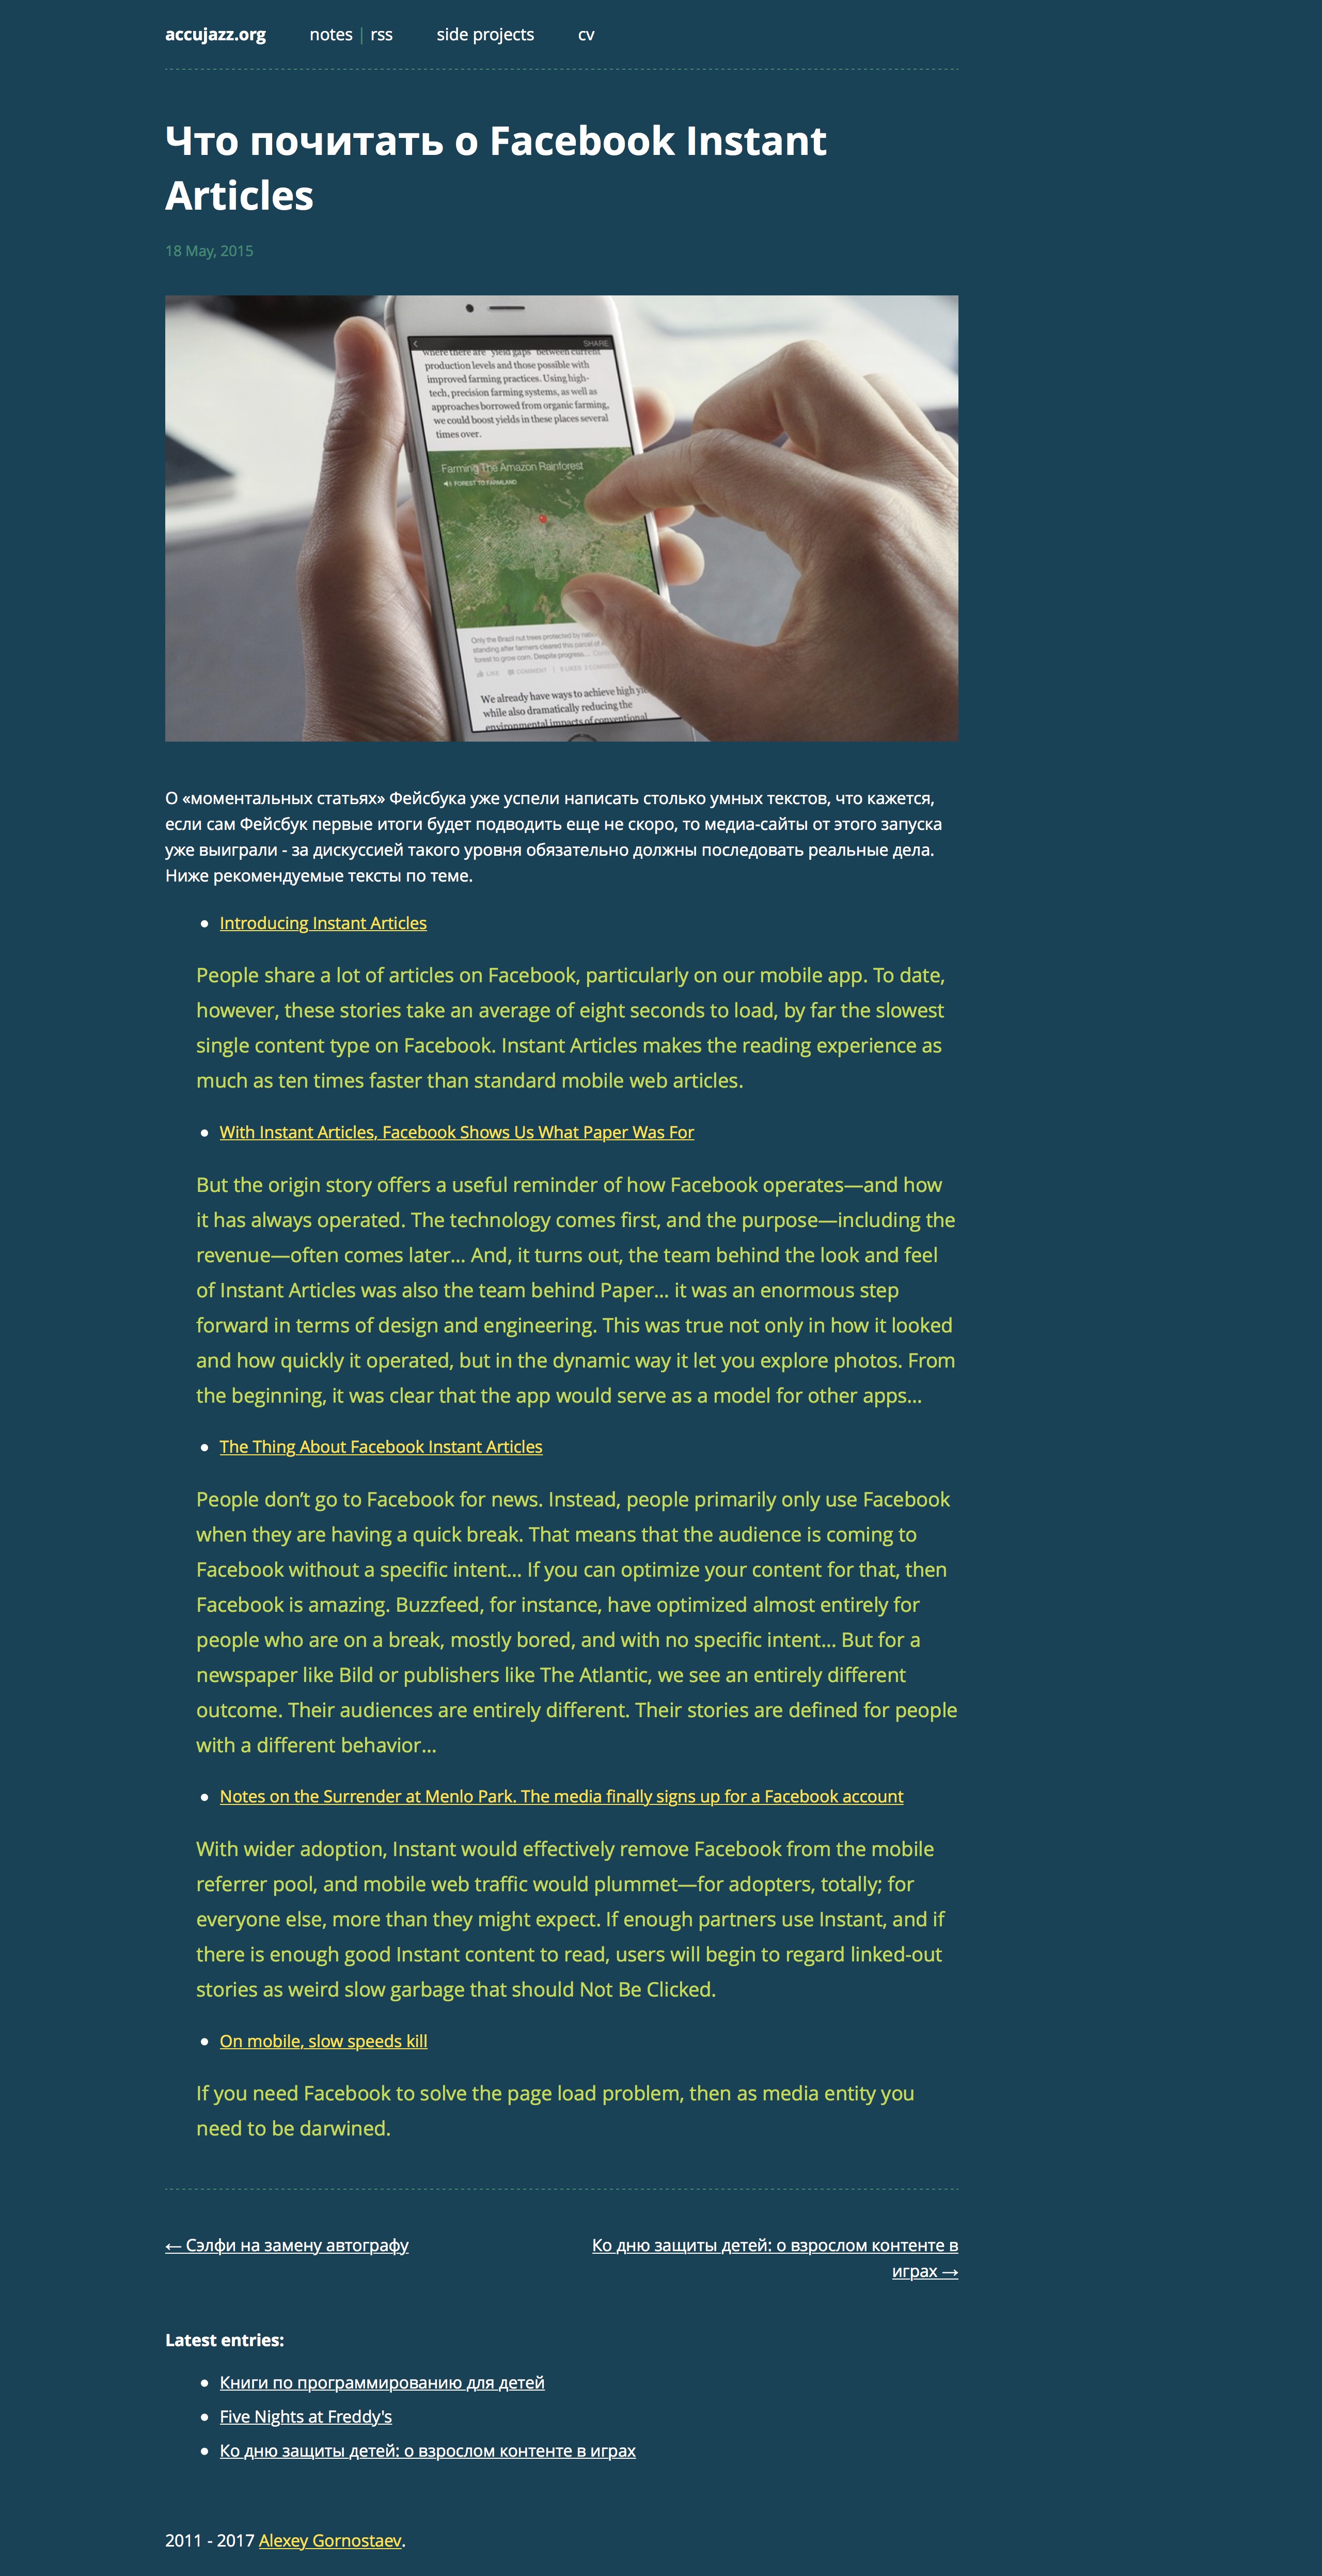 accujazz.org notes | rss side projects cv
Что почитать о Facebook Instant
Articles
18 May, 2015
SHARE
where there are "yield gaps" between current
production levels and those possible with
improved farming practices. Using high-
tech, precision farming systems, as well as
approaches borrowed from organic farming,
we could boost yields in these places several
times over.
Farming The Amazon Rainforest
FOREST TO FARMLAND
Only the Brazil nut trees protected by
standing after farmers cleared this parcel of
forest to grow corn. Despite progress...
LIKE COMMENT
We already have ways to achieve high
while also dramatically reducing the
environmental impacts of conventional
О «моментальных статьях» Фейсбука уже успели написать столько умных текстов, что кажется,
если сам Фейсбук первые итоги будет подводить еще не скоро, то медиа-сайты от этого запуска
уже выиграли - за дискуссией такого уровня обязательно должны последовать реальные дела.
Ниже рекомендуемые тексты по теме.
• Introducing Instant Articles
People share a lot of articles on Facebook, particularly on our mobile app. To date,
however, these stories take an average of eight seconds to load, by far the slowest
single content type on Facebook. Instant Articles makes the reading experience as
much as ten times faster than standard mobile web articles.
• With Instant Articles, Facebook Shows Us What Paper Was For
But the origin story offers a useful reminder of how Facebook operates—and how
it has always operated. The technology comes first, and the purpose—including the
revenue—often comes later... And, it turns out, the team behind the look and feel
of Instant Articles was also the team behind Paper... it was an enormous step
forward in terms of design and engineering. This was true not only in how it looked
and how quickly it operated, but in the dynamic way it let you explore photos. From
the beginning, it was clear that the app would serve as a model for other apps...
• The Thing About Facebook Instant Articles
People don’t go to Facebook for news. Instead, people primarily only use Facebook
when they are having a quick break. That means that the audience is coming to
Facebook without a specific intent... If you can optimize your content for that, then
Facebook is amazing. Buzzfeed, for instance, have optimized almost entirely for
people who are on a break, mostly bored, and with no specific intent... But for a
newspaper like Bild or publishers like The Atlantic, we see an entirely different
outcome. Their audiences are entirely different. Their stories are defined for people
with a different behavior...
• Notes on the Surrender at Menlo Park. The media finally signs up for a Facebook account
With wider adoption, Instant would effectively remove Facebook from the mobile
referrer pool, and mobile web traffic would plummet—for adopters, totally; for
everyone else, more than they might expect. If enough partners use Instant, and if
there is enough good Instant content to read, users will begin to regard linked-out
stories as weird slow garbage that should Not Be Clicked.
• On mobile, slow speeds kill
If you need Facebook to solve the page load problem, then as media entity you
need to be darwined.
← Сэлфи на замену автографу
Ко дню защиты детей: о взрослом контенте в
играх →
Latest entries:
• Книги по программированию для детей
• Five Nights at Freddy's
• Ко дню защиты детей: о взрослом контенте в играх
2011 - 2017 Alexey Gornostaev.